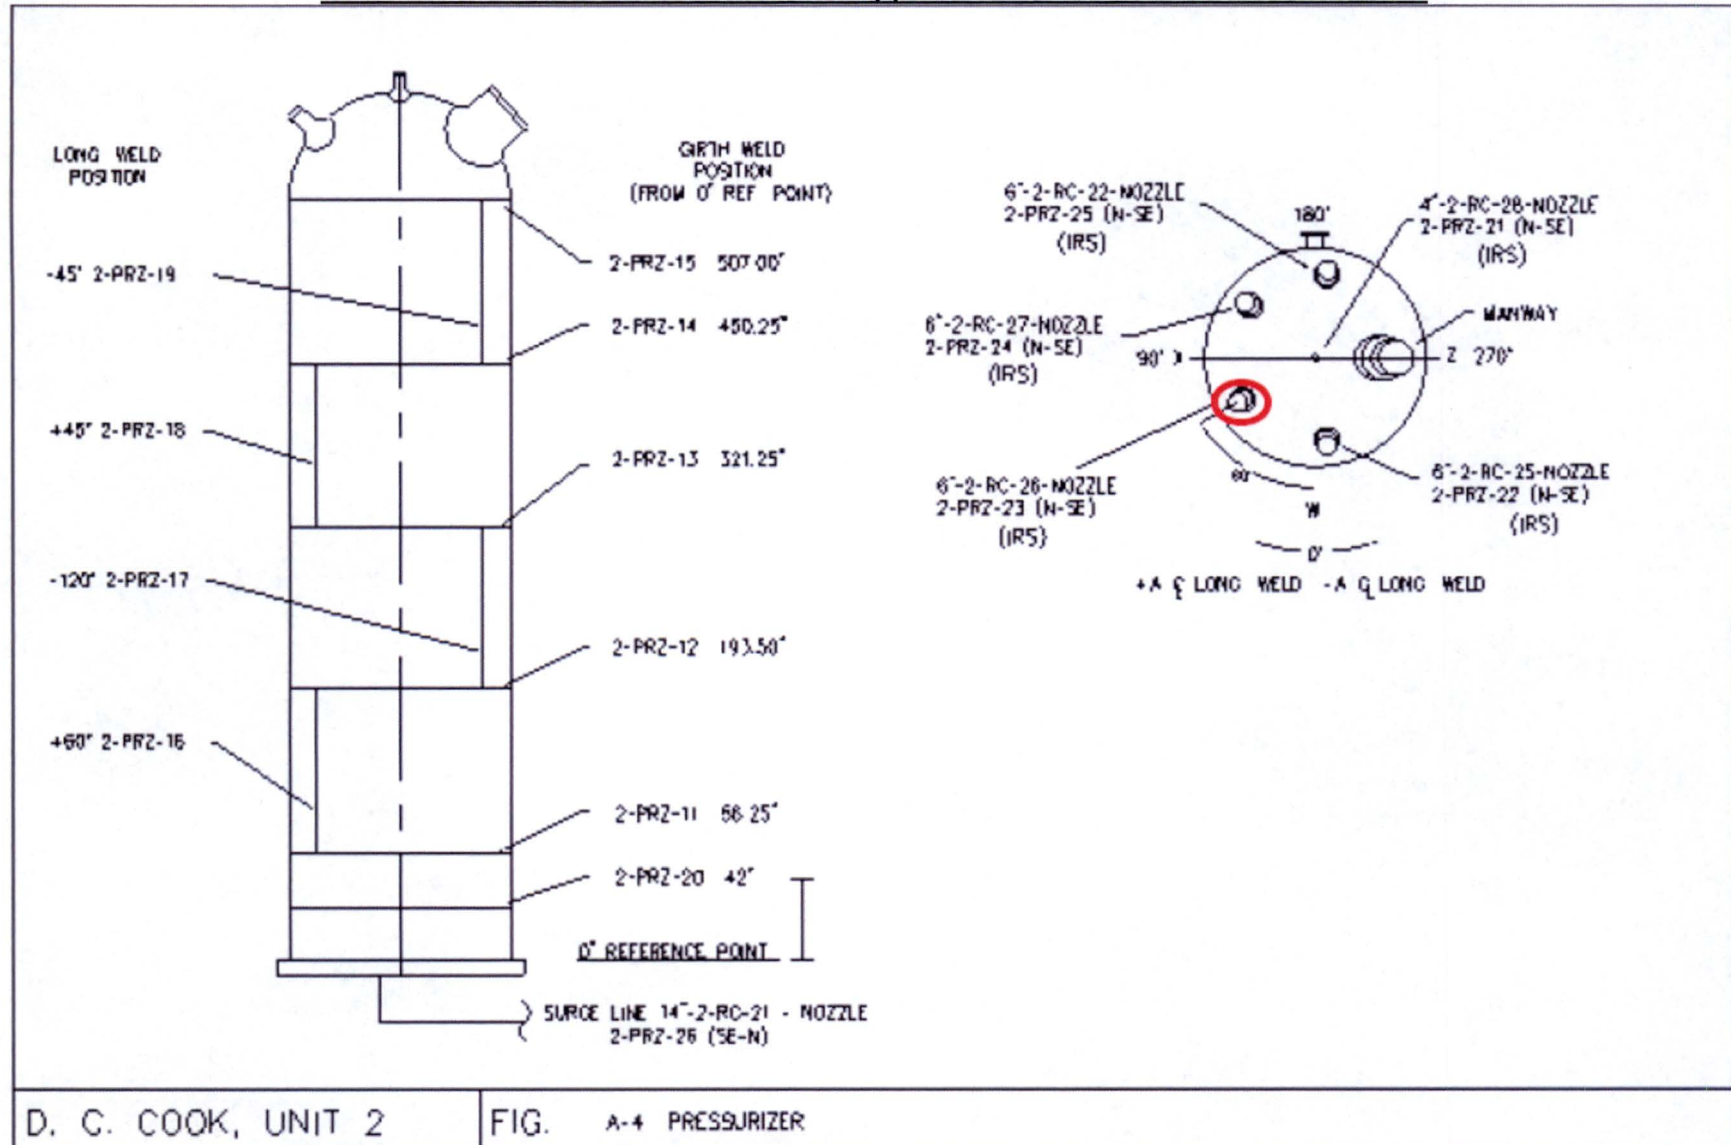 LONG WELD
POSITION
GIRTH WELD
POSITION
(FROM 0" REF POINT)
2-PRZ-15 507.00"
-45° 2-PRZ-19
2-PRZ-14 450.25"
+45° 2-PRZ-18
2-PRZ-13 321.25"
-120° 2-PRZ-17
2-PRZ-12 193.50"
+60° 2-PRZ-16
2-PRZ-11 66.25"
2-PRZ-20 42"
0" REFERENCE POINT
SURGE LINE 14"-2-RC-21 - NOZZLE
2-PRZ-26 (SE-N)
6"-2-RC-22-NOZZLE
2-PRZ-25 (N-SE)
(IRS)
180°
4"-2-RC-28-NOZZLE
2-PRZ-21 (N-SE)
(IRS)
6"-2-RC-27-NOZZLE
2-PRZ-24 (N-SE)
(IRS)
MANWAY
90° X
Z 270°
6"-2-RC-26-NOZZLE
2-PRZ-23 (N-SE)
(IRS)
60°
W
0°
6"-2-RC-25-NOZZLE
2-PRZ-22 (N-SE)
(IRS)
+A ℄ LONG WELD -A ℄ LONG WELD
D. C. COOK, UNIT 2
FIG. A-4 PRESSURIZER